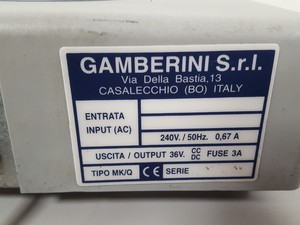 GAMBERINI S.r.l.
Via Della Bastia,13
CASALECCHIO (BO) ITALY
ENTRATA
INPUT (AC)
240V. / 50Hz. 0,67 A
USCITA / OUTPUT 36V. CC DC FUSE 3A
TIPO MK/Q CE SERIE